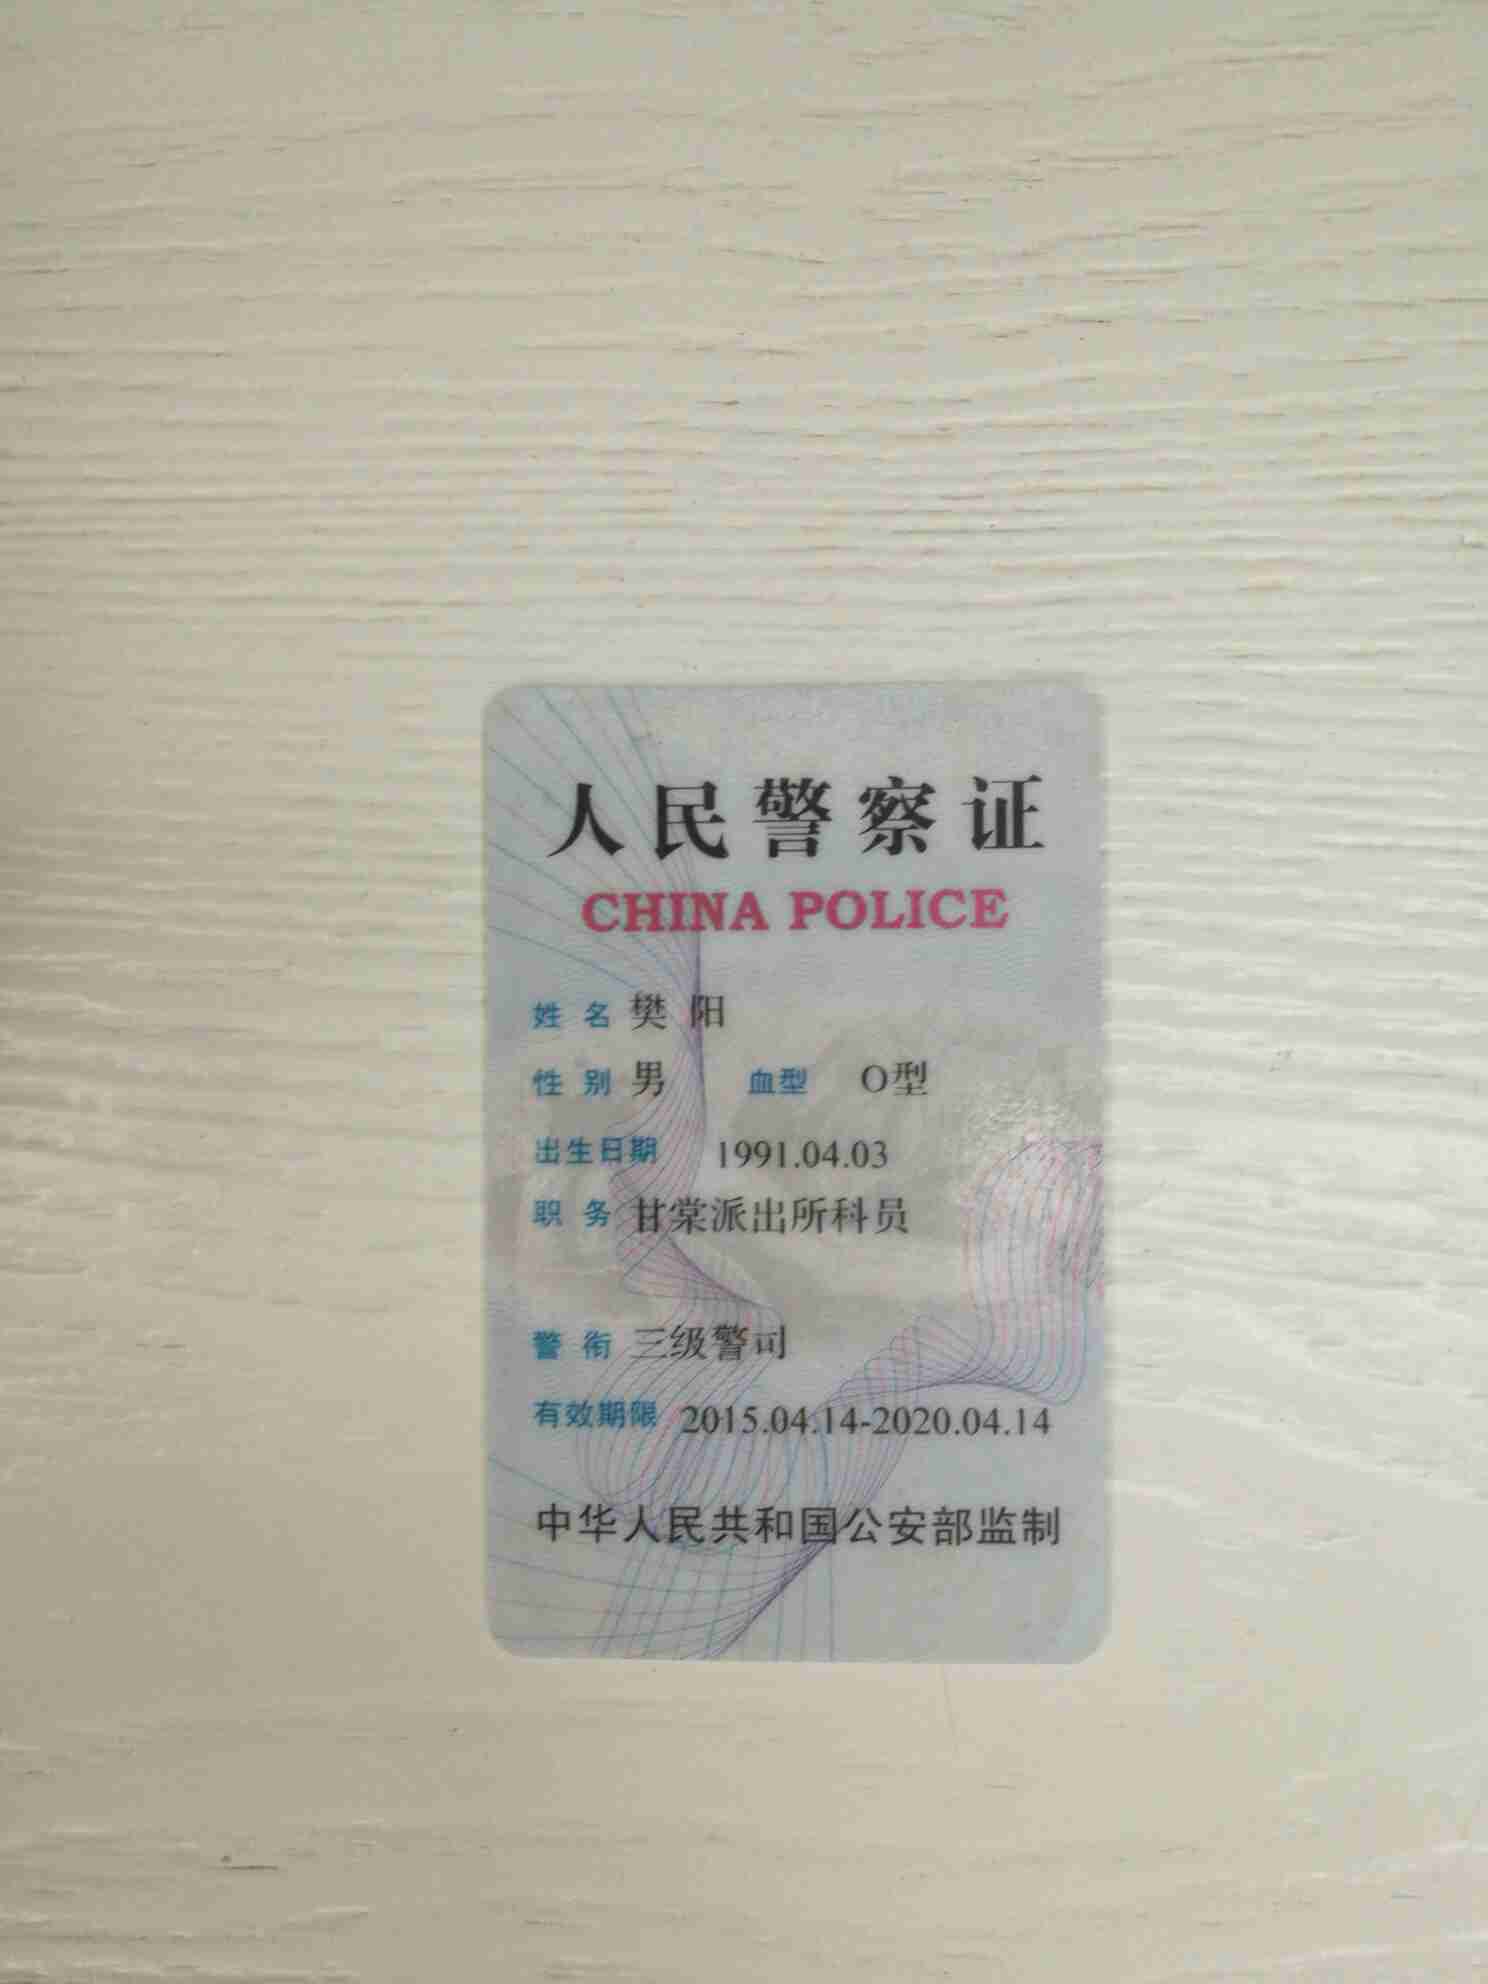 人民警察证
CHINA POLICE
姓 名 樊 阳
性 别 男 血型 O型
出生日期 1991.04.03
职 务 甘棠派出所科员
警 衔 三级警司
有效期限 2015.04.14-2020.04.14
中华人民共和国公安部监制